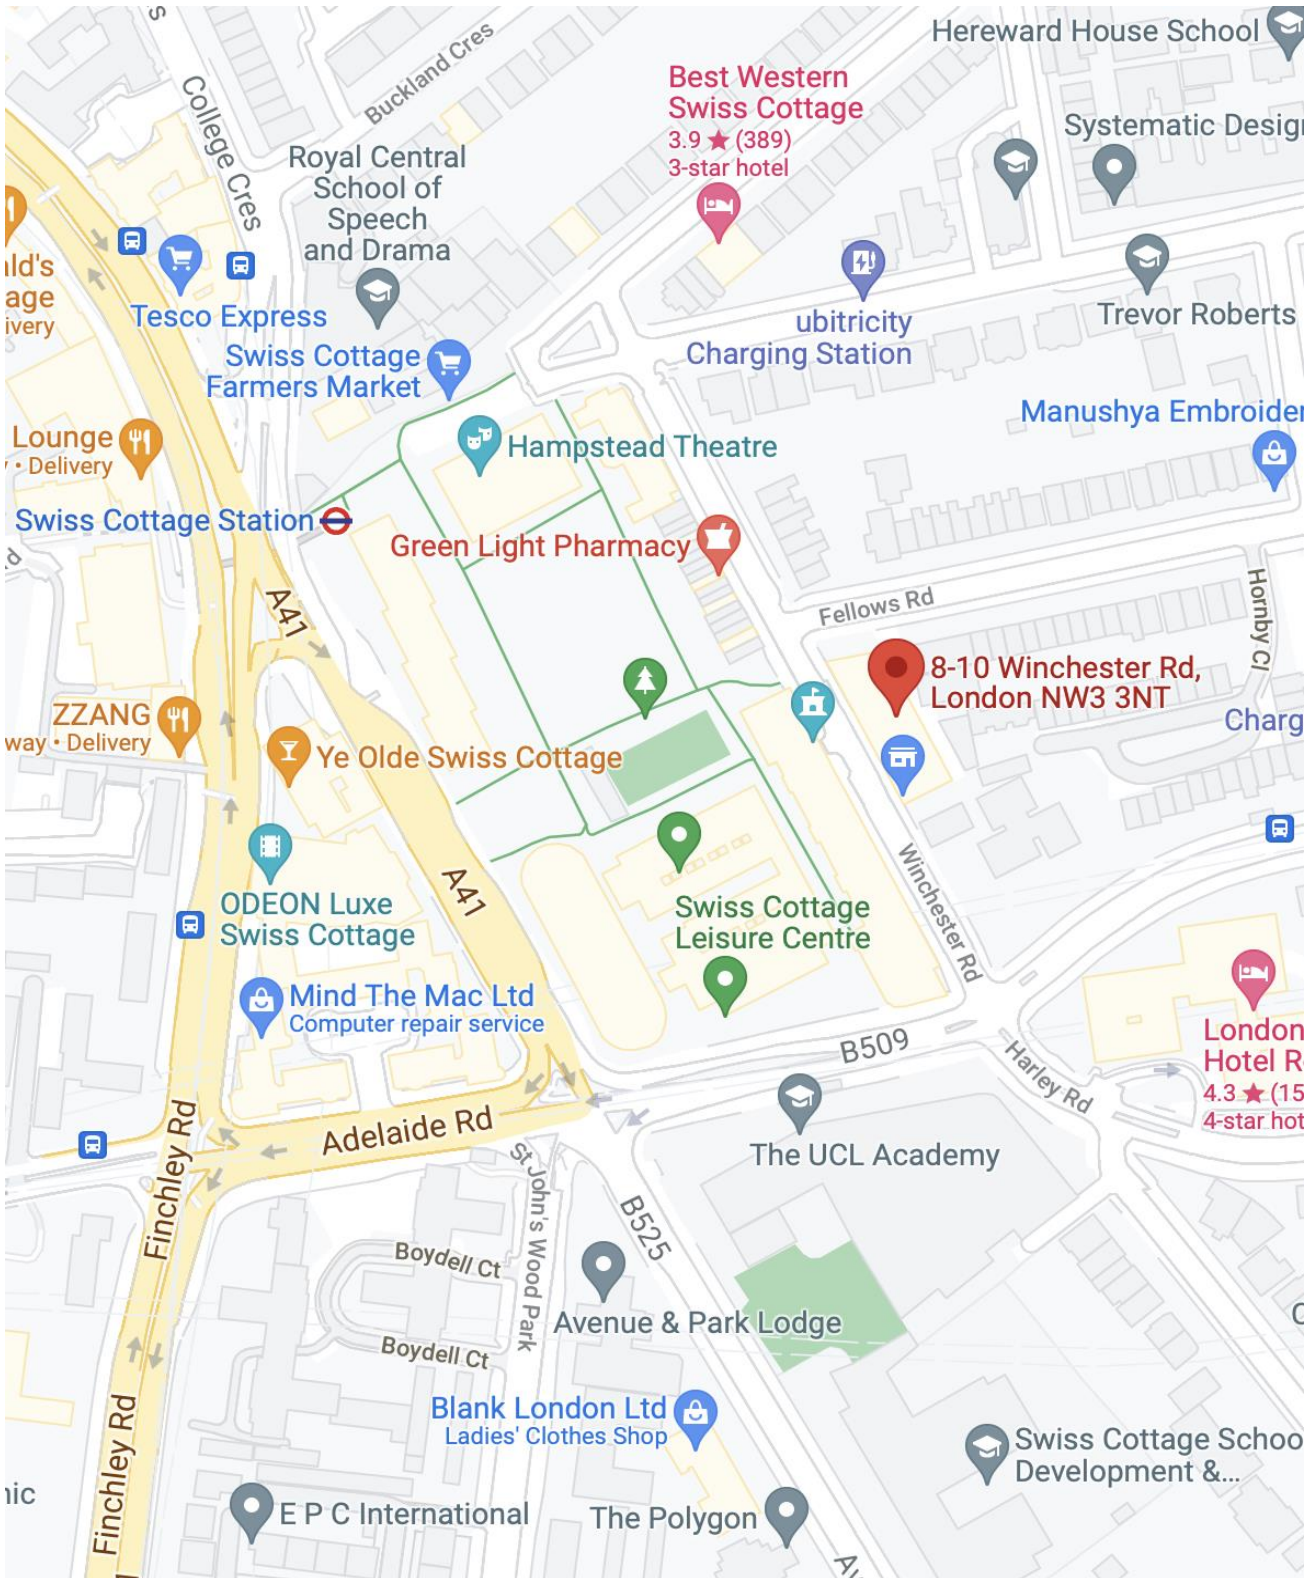 Hereward House School
s
Buckland Cres
College Cres
Best Western
Swiss Cottage
3.9 ★ (389)
3-star hotel
Systematic Desig
Royal Central
School of
Speech
and Drama
ld's
age
ivery
Tesco Express
ubitricity
Charging Station
Trevor Roberts
Swiss Cottage
Farmers Market
Manushya Embroider
Lounge
• Delivery
Hampstead Theatre
Swiss Cottage Station
Green Light Pharmacy
d
A41
Fellows Rd
Hornby Cl
8-10 Winchester Rd,
London NW3 3NT
ZZANG
way • Delivery
Charg
Ye Olde Swiss Cottage
Winchester Rd
A41
ODEON Luxe
Swiss Cottage
Swiss Cottage
Leisure Centre
Mind The Mac Ltd
Computer repair service
London
Hotel R
4.3 ★ (15
4-star hot
B509
Harley Rd
Adelaide Rd
Finchley Rd
The UCL Academy
St John's Wood Park
B525
Boydell Ct
Avenue & Park Lodge
Boydell Ct
Blank London Ltd
Ladies' Clothes Shop
Finchley Rd
Swiss Cottage Schoo
Development &...
nic
E P C International
The Polygon
Av